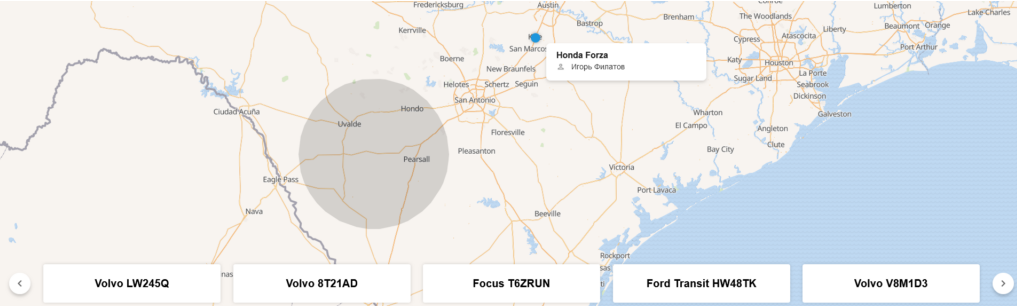 Fredericksburg
Austin
Conroe
Lumberton
Lake Charles
Kerrville
Bastrop
Brenham
The Woodlands
Beaumont
Orange
Atascocita
Liberty
Cypress
Port Arthur
San Marcos
Boerne
Katy
Houston
Honda Forza
Игорь Филатов
New Braunfels
La Porte
Sugar Land
Seabrook
Helotes
Schertz
Seguin
Dickinson
San Antonio
Hondo
Ciudad Acuña
Wharton
Galveston
Uvalde
El Campo
Angleton
Floresville
Clute
Bay City
Pleasanton
Pearsall
Victoria
Eagle Pass
Port Lavaca
Nava
Beeville
Rockport
Volvo LW245Q
Volvo 8T21AD
Focus T6ZRUN
Ford Transit HW48TK
Volvo V8M1D3